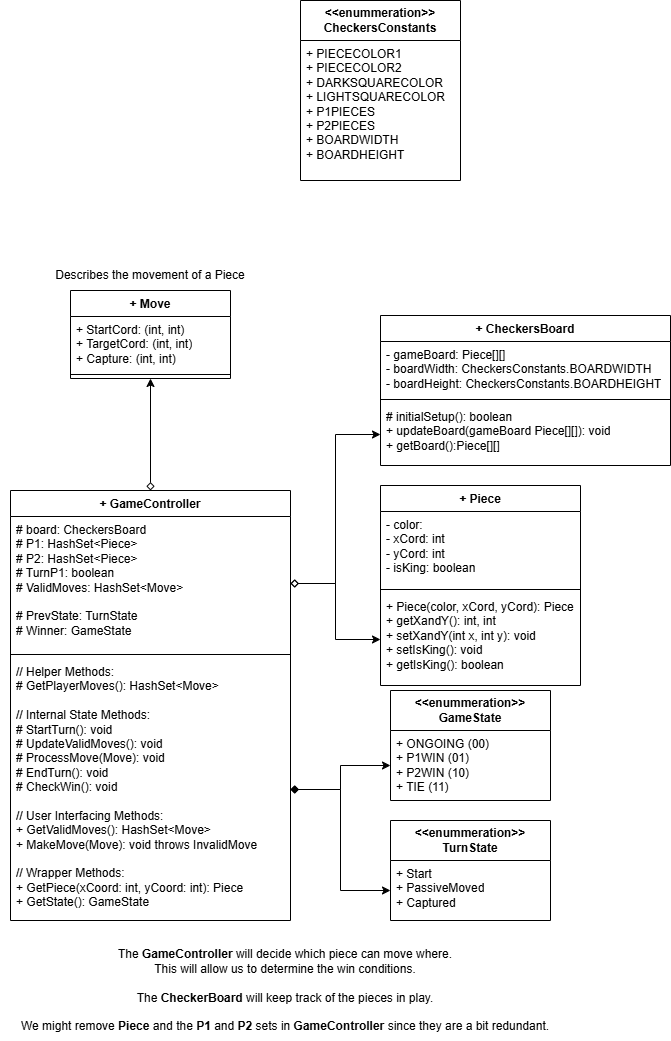 <<enummeration>>
CheckersConstants
+ PIECECOLOR1
+ PIECECOLOR2
+ DARKSQUARECOLOR
+ LIGHTSQUARECOLOR
+ P1PIECES
+ P2PIECES
+ BOARDWIDTH
+ BOARDHEIGHT
Describes the movement of a Piece
+ Move
+ StartCord: (int, int)
+ TargetCord: (int, int)
+ Capture: (int, int)
+ CheckersBoard
- gameBoard: Piece[][]
- boardWidth: CheckersConstants.BOARDWIDTH
- boardHeight: CheckersConstants.BOARDHEIGHT
# initialSetup(): boolean
+ updateBoard(gameBoard Piece[][]): void
+ getBoard():Piece[][]
+ GameController
# board: CheckersBoard
# P1: HashSet<Piece>
# P2: HashSet<Piece>
# TurnP1: boolean
# ValidMoves: HashSet<Move>
# PrevState: TurnState
# Winner: GameState
// Helper Methods:
# GetPlayerMoves(): HashSet<Move>
// Internal State Methods:
# StartTurn(): void
# UpdateValidMoves(): void
# ProcessMove(Move): void
# EndTurn(): void
# CheckWin(): void
// User Interfacing Methods:
+ GetValidMoves(): HashSet<Move>
+ MakeMove(Move): void throws InvalidMove
// Wrapper Methods:
+ GetPiece(xCoord: int, yCoord: int): Piece
+ GetState(): GameState
+ Piece
- color:
- xCord: int
- yCord: int
- isKing: boolean
+ Piece(color, xCord, yCord): Piece
+ getXandY(): int, int
+ setXandY(int x, int y): void
+ setIsKing(): void
+ getIsKing(): boolean
<<enummeration>>
GameState
+ ONGOING (00)
+ P1WIN (01)
+ P2WIN (10)
+ TIE (11)
<<enummeration>>
TurnState
+ Start
+ PassiveMoved
+ Captured
The GameController will decide which piece can move where.
This will allow us to determine the win conditions.
The CheckerBoard will keep track of the pieces in play.
We might remove Piece and the P1 and P2 sets in GameController since they are a bit redundant.